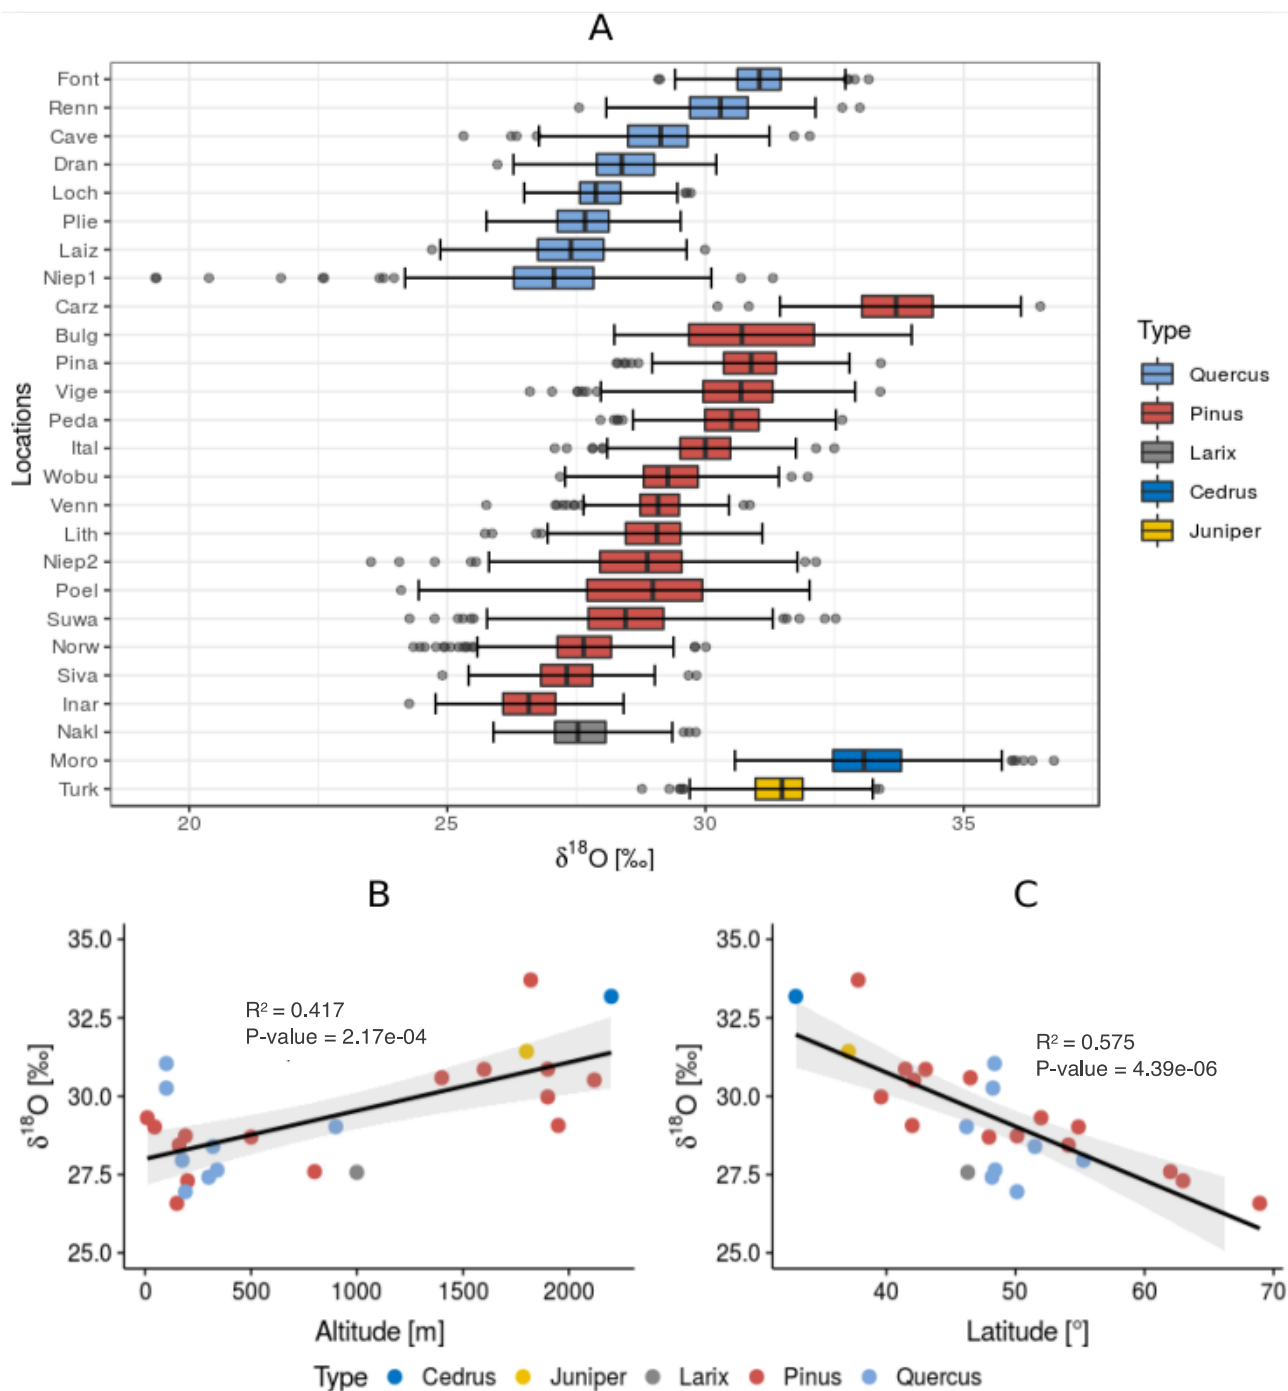 A
Locations
Font
Renn
Cave
Dran
Loch
Plie
Laiz
Niep1
Carz
Bulg
Pina
Vige
Peda
Ital
Wobu
Venn
Lith
Niep2
Poel
Suwa
Norw
Siva
Inar
Nakl
Moro
Turk
20 25 30 35
δ¹⁸O [‰]
Type
Quercus
Pinus
Larix
Cedrus
Juniper
B
δ¹⁸O [‰]
35.0
32.5
30.0
27.5
25.0
R² = 0.417
P-value = 2.17e-04
0 500 1000 1500 2000
Altitude [m]
C
δ¹⁸O [‰]
35.0
32.5
30.0
27.5
25.0
R² = 0.575
P-value = 4.39e-06
40 50 60 70
Latitude [°]
Type Cedrus Juniper Larix Pinus Quercus